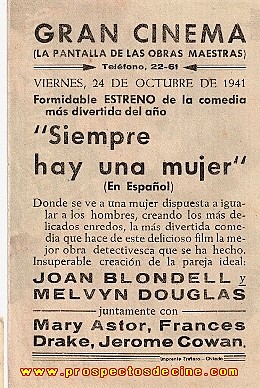 GRAN CINEMA
(LA PANTALLA DE LAS OBRAS MAESTRAS)
Teléfono, 22-61
VIERNES, 24 DE OCTUBRE DE 1941
Formidable ESTRENO de la comedia
más divertida del año
"Siempre
hay una mujer"
(En Español)
Donde se ve a una mujer dispuesta a igua-
lar a los hombres, creando los más de-
licados enredos, la más divertida come-
dia que hace de este delicioso film la me-
jor obra detectivesca que se ha hecho.
Insuperable creación de la pareja ideal:
JOAN BLONDELL y
MELVYN DOUGLAS
juntamente con
Mary Astor, Frances
Drake, Jerome Cowan,
Imprenta Trufero.- Oviedo
www.prospectosdecine.com